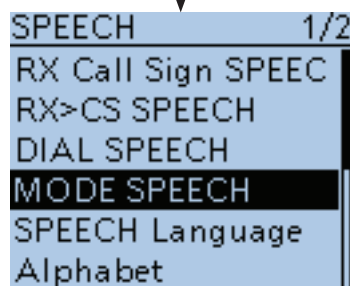 SPEECH 1/2
RX Call Sign SPEEC
RX>CS SPEECH
DIAL SPEECH
MODE SPEECH
SPEECH Language
Alphabet